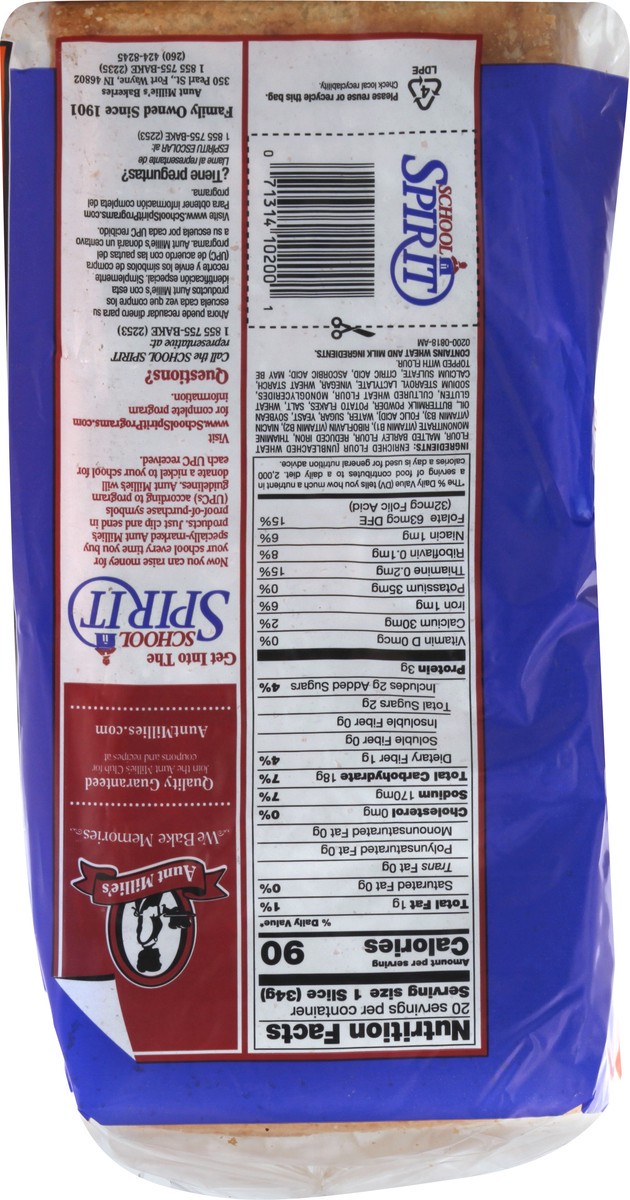 Nutrition Facts
20 servings per container
Serving size 1 Slice (34g)
Amount per serving
Calories 90
% Daily Value*
Total Fat 1g 1%
Saturated Fat 0g 0%
Trans Fat 0g
Polyunsaturated Fat 0g
Monounsaturated Fat 0g
Cholesterol 0mg 0%
Sodium 170mg 7%
Total Carbohydrate 18g 7%
Dietary Fiber 1g 4%
Soluble Fiber 0g
Insoluble Fiber 0g
Total Sugars 2g
Includes 2g Added Sugars 4%
Protein 3g
Vitamin D 0mcg 0%
Calcium 30mg 2%
Iron 1mg 6%
Potassium 35mg 0%
Thiamine 0.2mg 15%
Riboflavin 0.1mg 8%
Niacin 1mg 6%
Folate 63mcg DFE 15%
(32mcg Folic Acid)
*The % Daily Value (DV) tells you how much a nutrient in
a serving of food contributes to a daily diet. 2,000
calories a day is used for general nutrition advice.
INGREDIENTS: ENRICHED FLOUR (UNBLEACHED WHEAT
FLOUR, MALTED BARLEY FLOUR, REDUCED IRON, THIAMINE
MONONITRATE (VITAMIN B1), RIBOFLAVIN (VITAMIN B2), NIACIN
(VITAMIN B3), FOLIC ACID), WATER, SUGAR, YEAST, SOYBEAN
OIL, BUTTERMILK POWDER, POTATO FLAKES, SALT, WHEAT
GLUTEN, CULTURED WHEAT FLOUR, MONOGLYCERIDES,
SODIUM STEAROYL LACTYLATE, VINEGAR, WHEAT STARCH,
CALCIUM SULFATE, CITRIC ACID, ASCORBIC ACID; MAY BE
TOPPED WITH FLOUR.
CONTAINS WHEAT AND MILK INGREDIENTS.
0200-0818-AM
SCHOOL
SPIRIT
0 71314 10200 1
4
LDPE
Please reuse or recycle this bag.
Check local recyclability.
Aunt Millie's
...We Bake Memories...
Quality Guaranteed
Join the Aunt Millie's Club for
coupons and recipes at
AuntMillies.com
Get Into The
SCHOOL
SPIRIT
Now you can raise money for
your school every time you buy
specially-marked Aunt Millie's
products. Just clip and send in
proof-of-purchase symbols
(UPCs) according to program
guidelines. Aunt Millie's will
donate a nickel to your school for
each UPC received.
Visit
www.SchoolSpiritPrograms.com
for complete program
information.
Questions?
Call the SCHOOL SPIRIT
representative at:
1 855 755-BAKE (2253)
Ahora puede recaudar dinero para su
escuela cada vez que compre los
productos Aunt Millie's con esta
identificación especial. Simplemente
recorte y envíe los símbolos de compra
(UPC) de acuerdo con las pautas del
programa. Aunt Millie's donará un centavo
a su escuela por cada UPC recibido.
Visite www.SchoolSpiritPrograms.com
Para obtener información completa del
programa.
¿Tiene preguntas?
Llame al representante de
ESPÍRITU ESCOLAR at:
1 855 755-BAKE (2253)
Family Owned Since 1901
Aunt Millie's Bakeries
350 Pearl St., Fort Wayne, IN 46802
1 855 755-BAKE (2235)
(260) 424-8245